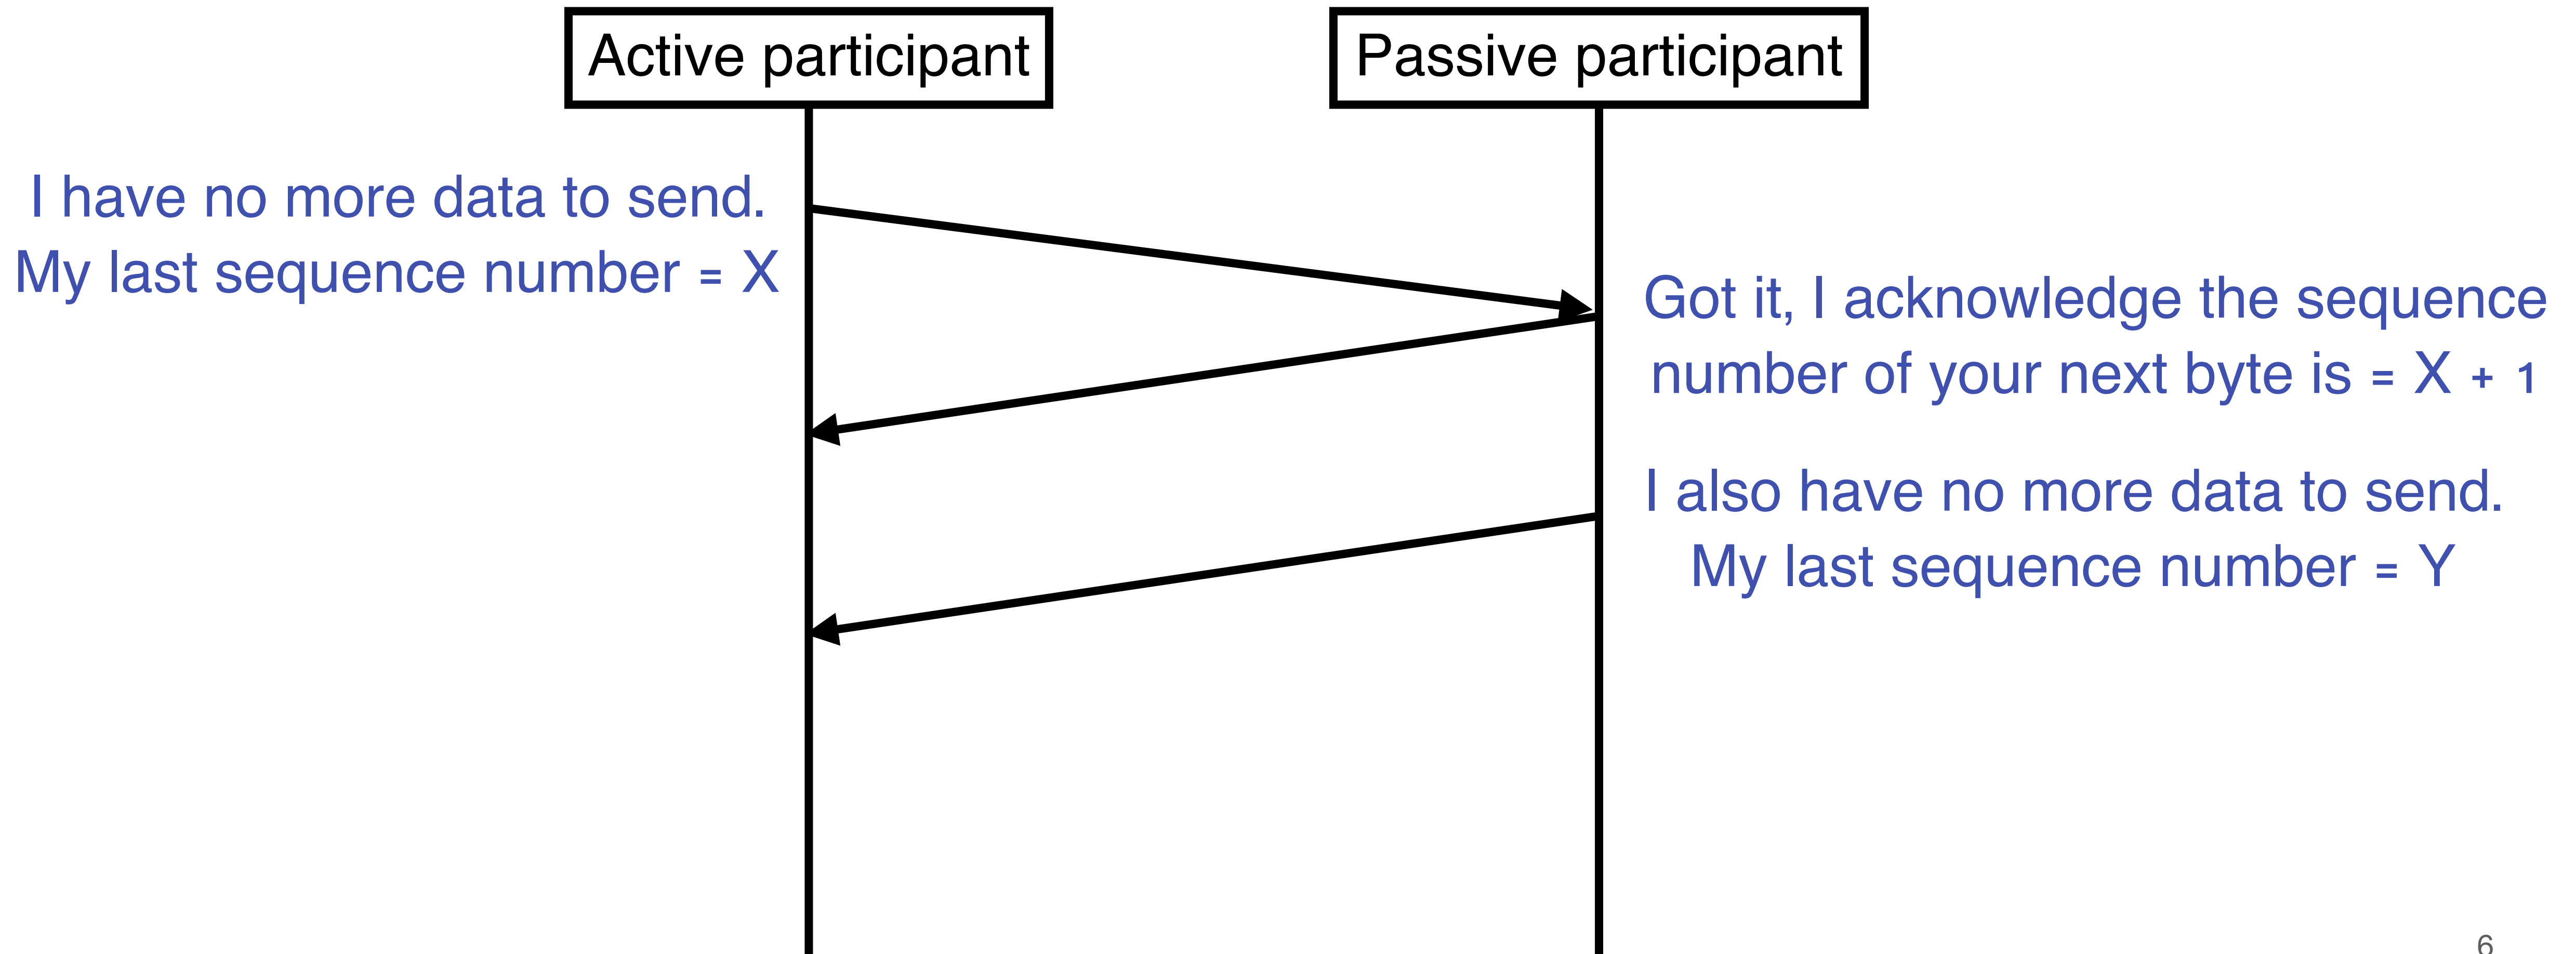 Active participant
Passive participant
I have no more data to send.
My last sequence number = X
Got it, I acknowledge the sequence
number of your next byte is = X + 1
I also have no more data to send.
My last sequence number = Y
6